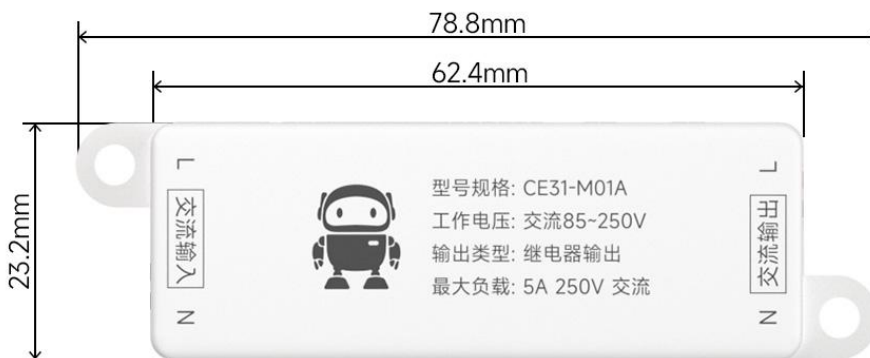 78.8mm
62.4mm
23.2mm
L
交流输入
N
型号规格: CE31-M01A
工作电压: 交流85~250V
输出类型: 继电器输出
最大负载: 5A 250V 交流
L
交流输出
N